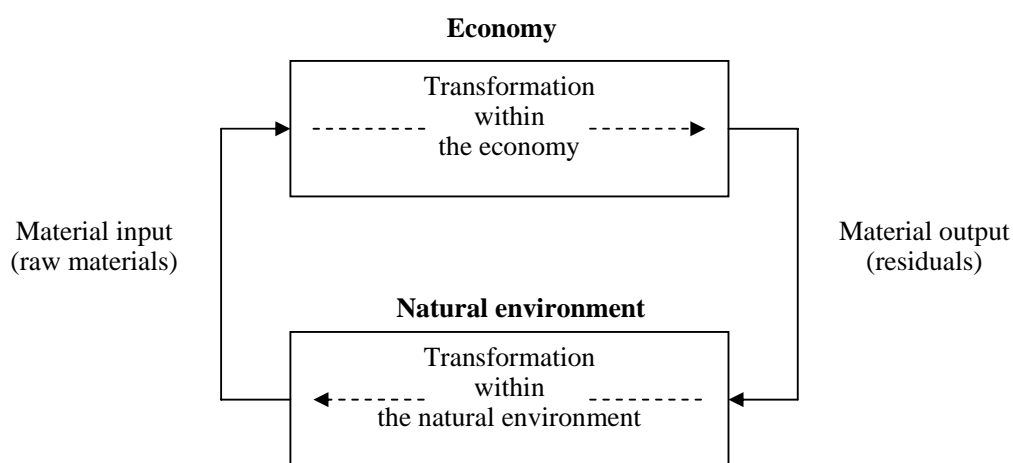 Economy
Transformation
within
the economy
Material input
(raw materials)
Material output
(residuals)
Natural environment
Transformation
within
the natural environment